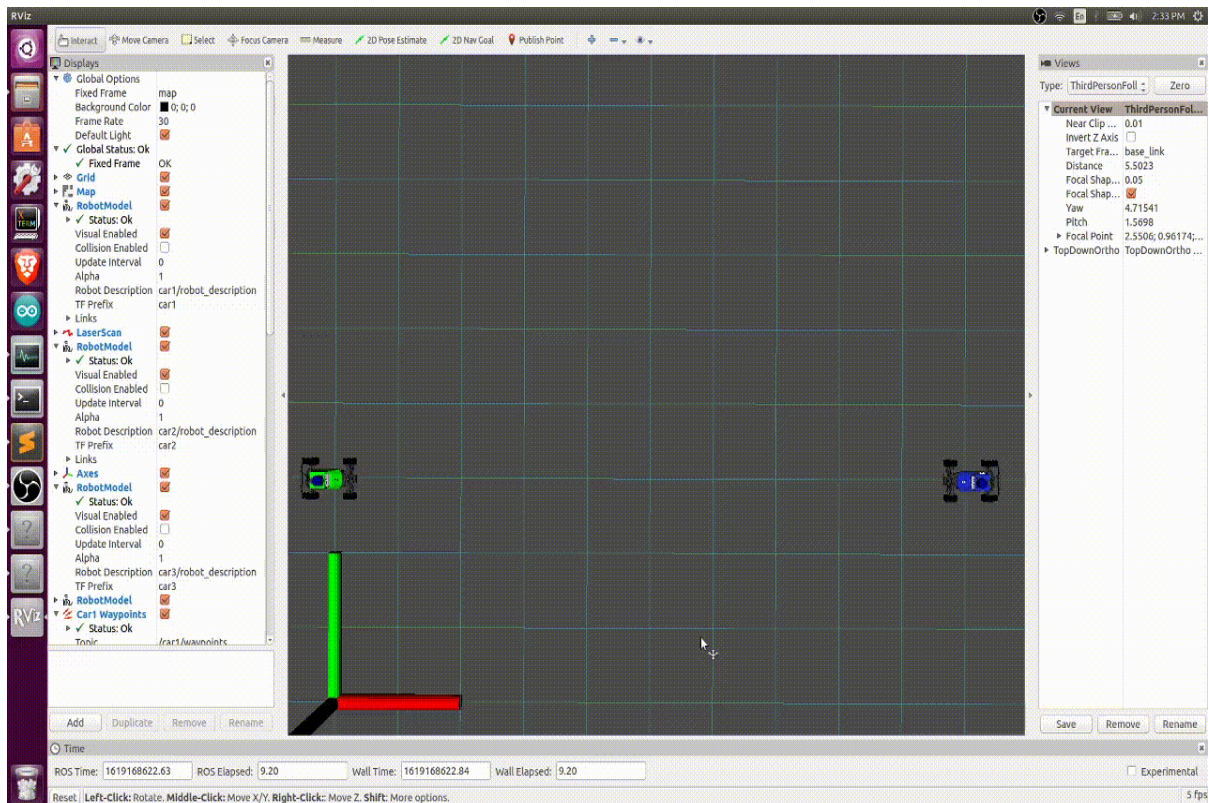 RViz
En
2:33 PM
Interact Move Camera Select Focus Camera Measure 2D Pose Estimate 2D Nav Goal Publish Point
Displays
Global Options
Fixed Frame map
Background Color 0; 0; 0
Frame Rate 30
Default Light
Global Status: Ok
Fixed Frame OK
Grid
Map
RobotModel
Status: Ok
Visual Enabled
Collision Enabled
Update Interval 0
Alpha 1
Robot Description car1/robot_description
TF Prefix car1
Links
LaserScan
RobotModel
Status: Ok
Visual Enabled
Collision Enabled
Update Interval 0
Alpha 1
Robot Description car2/robot_description
TF Prefix car2
Links
Axes
RobotModel
Status: Ok
Visual Enabled
Collision Enabled
Update Interval 0
Alpha 1
Robot Description car3/robot_description
TF Prefix car3
RobotModel
Car1 Waypoints
Status: Ok
Topic /car1/waypoints
Add Duplicate Remove Rename
Views
Type: ThirdPersonFoll Zero
Current View ThirdPersonFol...
Near Clip ... 0.01
Invert Z Axis
Target Fra... base_link
Distance 5.5023
Focal Shap... 0.05
Focal Shap...
Yaw 4.71541
Pitch 1.5698
Focal Point 2.5506; 0.96174;...
TopDownOrtho TopDownOrtho ...
Save Remove Rename
Time
ROS Time: 1619168622.63 ROS Elapsed: 9.20 Wall Time: 1619168622.84 Wall Elapsed: 9.20 Experimental
Reset Left-Click: Rotate. Middle-Click: Move X/Y. Right-Click:: Move Z. Shift: More options. 5 fps
XTERM
RViz